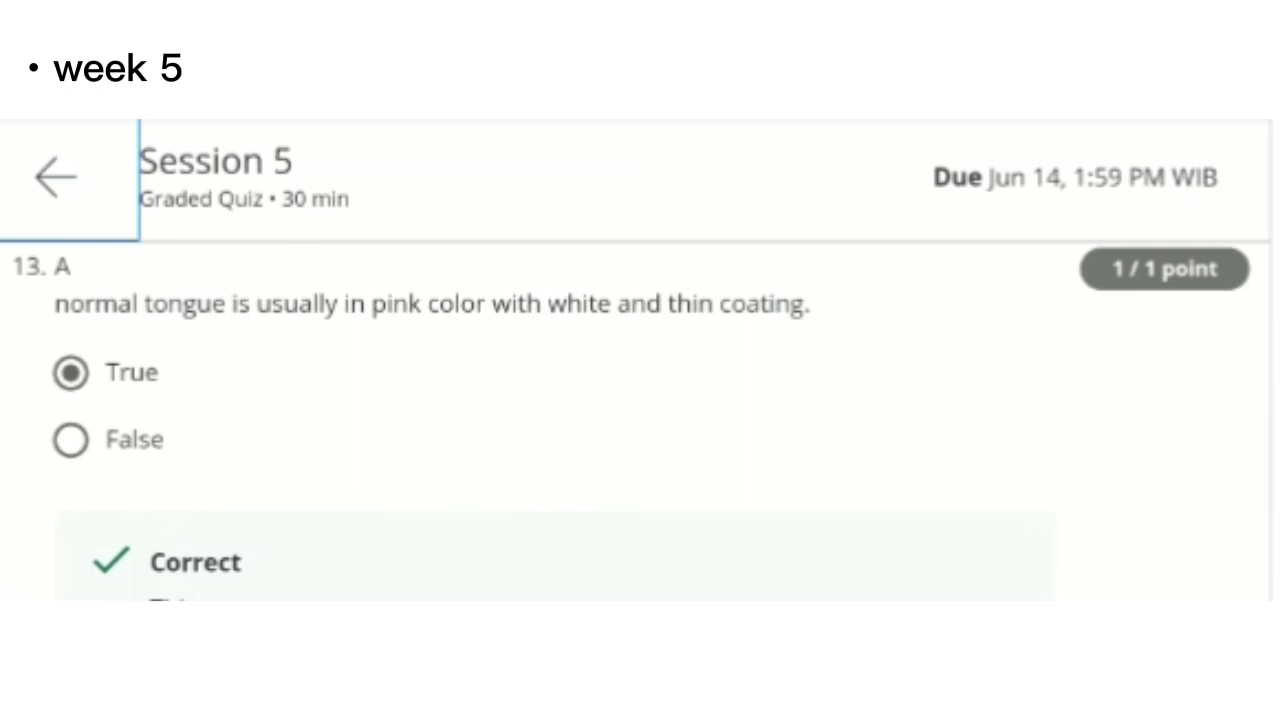 • week 5
Session 5
Graded Quiz • 30 min
Due Jun 14, 1:59 PM WIB
13. A
1 / 1 point
normal tongue is usually in pink color with white and thin coating.
True
False
Correct